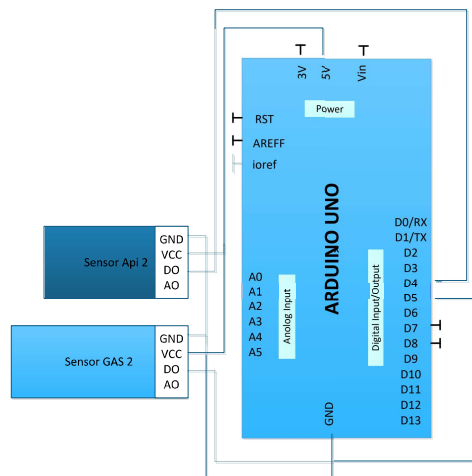 3V
5V
Vin
Power
RST
AREFF
ioref
ARDUINO UNO
D0/RX
D1/TX
D2
D3
D4
D5
D6
D7
D8
D9
D10
D11
D12
D13
Digital Input/Output
A0
A1
A2
A3
A4
A5
Analog Input
GND
Sensor Api 2
GND
VCC
DO
AO
Sensor GAS 2
GND
VCC
DO
AO